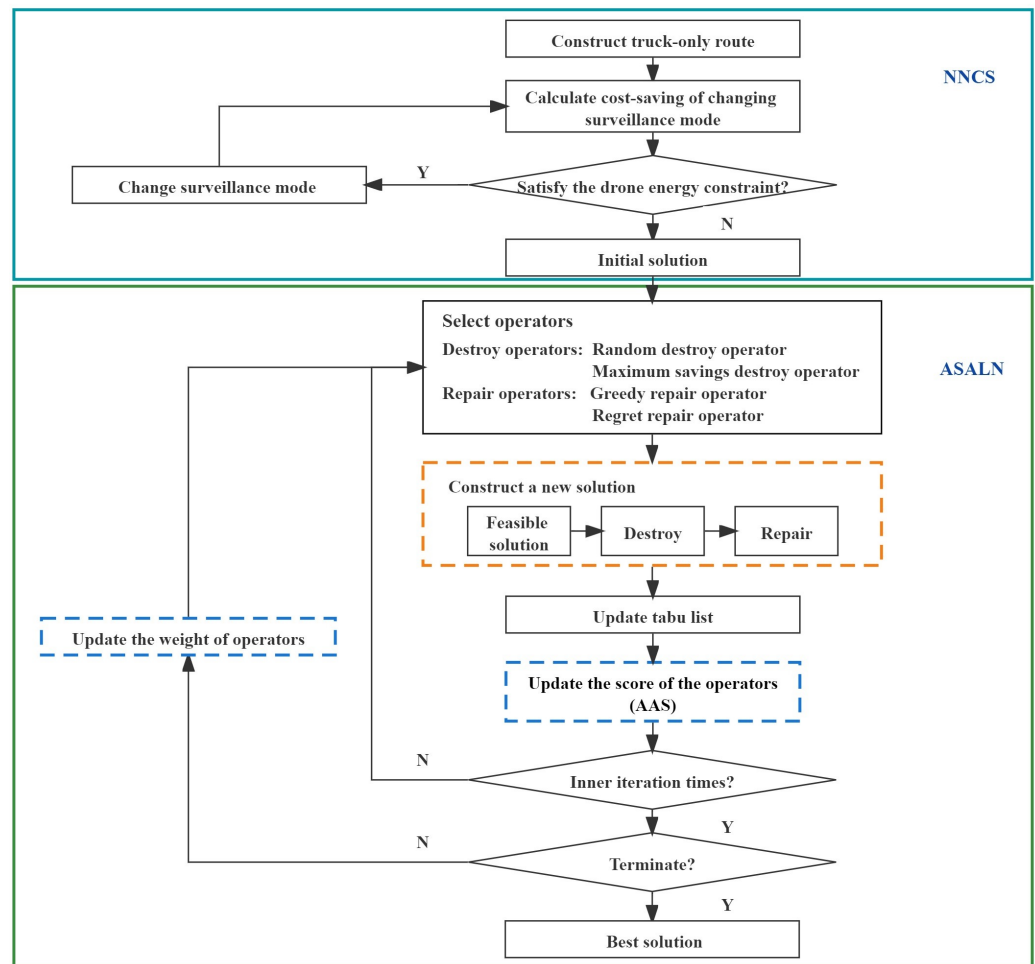 Construct truck-only route
NNCS
Calculate cost-saving of changing
surveillance mode
Change surveillance mode
Y
Satisfy the drone energy constraint?
N
Initial solution
Select operators
Destroy operators: Random destroy operator
Maximum savings destroy operator
Repair operators: Greedy repair operator
Regret repair operator
ASALN
Construct a new solution
Feasible
solution
Destroy
Repair
Update tabu list
Update the weight of operators
Update the score of the operators
(AAS)
N
Inner iteration times?
Y
N
Terminate?
Y
Best solution